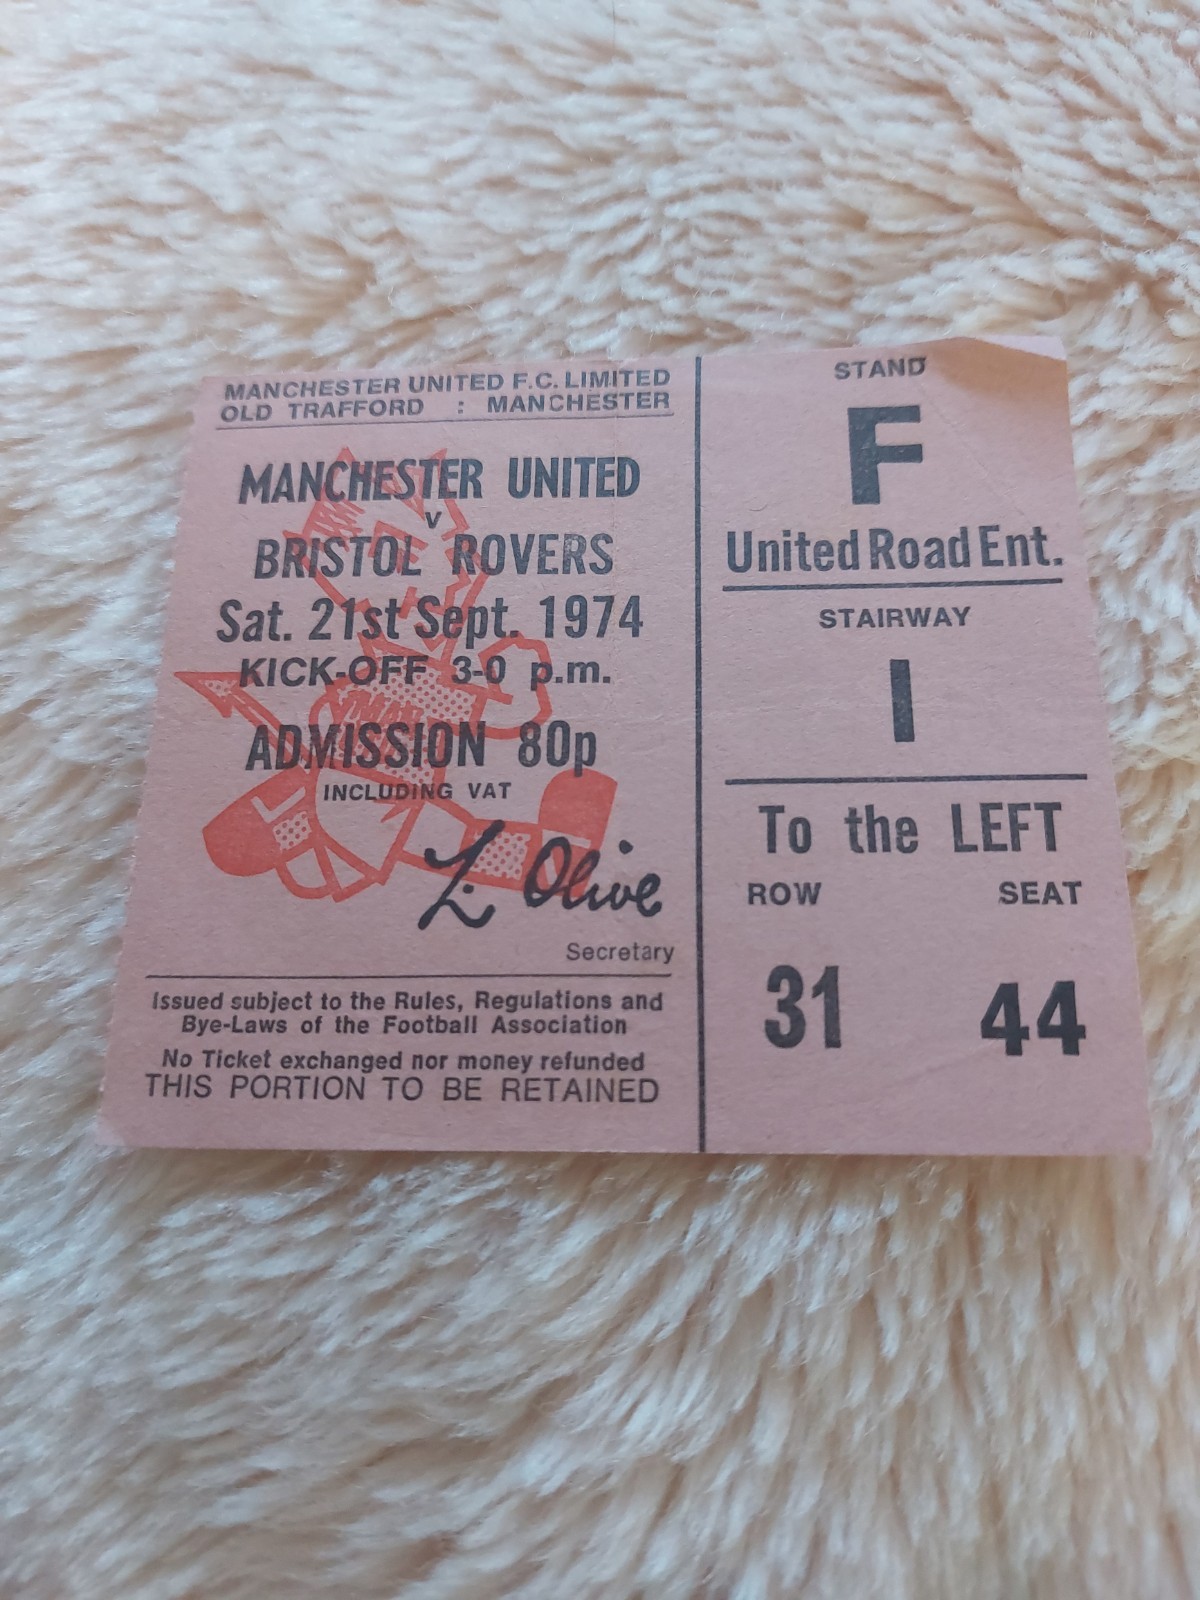 MANCHESTER UNITED F.C. LIMITED
OLD TRAFFORD : MANCHESTER
MANCHESTER UNITED
v
BRISTOL ROVERS
Sat. 21st Sept. 1974
KICK-OFF 3-0 p.m.
ADMISSION 80p
INCLUDING VAT
L. Olive
Secretary
Issued subject to the Rules, Regulations and
Bye-Laws of the Football Association
No Ticket exchanged nor money refunded
THIS PORTION TO BE RETAINED
STAND
F
United Road Ent.
STAIRWAY
I
To the LEFT
ROW SEAT
31 44